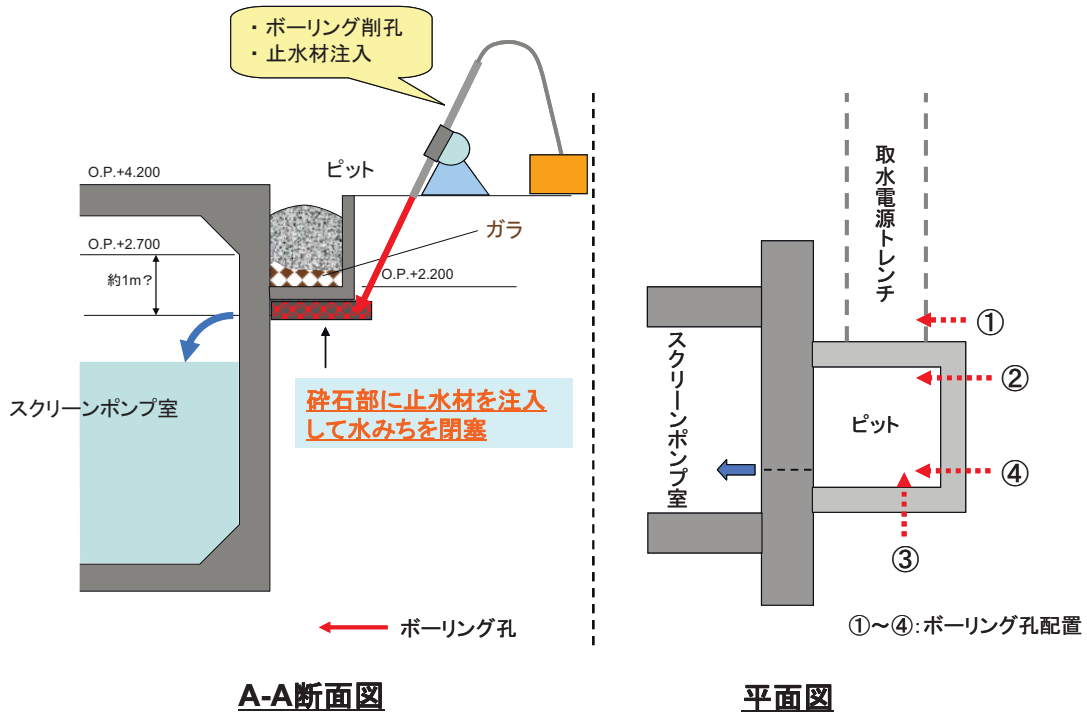 ・ボーリング削孔
・止水材注入
O.P.+4.200
ピット
O.P.+2.700
ガラ
約1m?
O.P.+2.200
スクリーンポンプ室
砕石部に止水材を注入
して水みちを閉塞
ボーリング孔
A-A断面図
取水電源トレンチ
①
スクリーンポンプ室
②
ピット
④
③
①～④：ボーリング孔配置
平面図